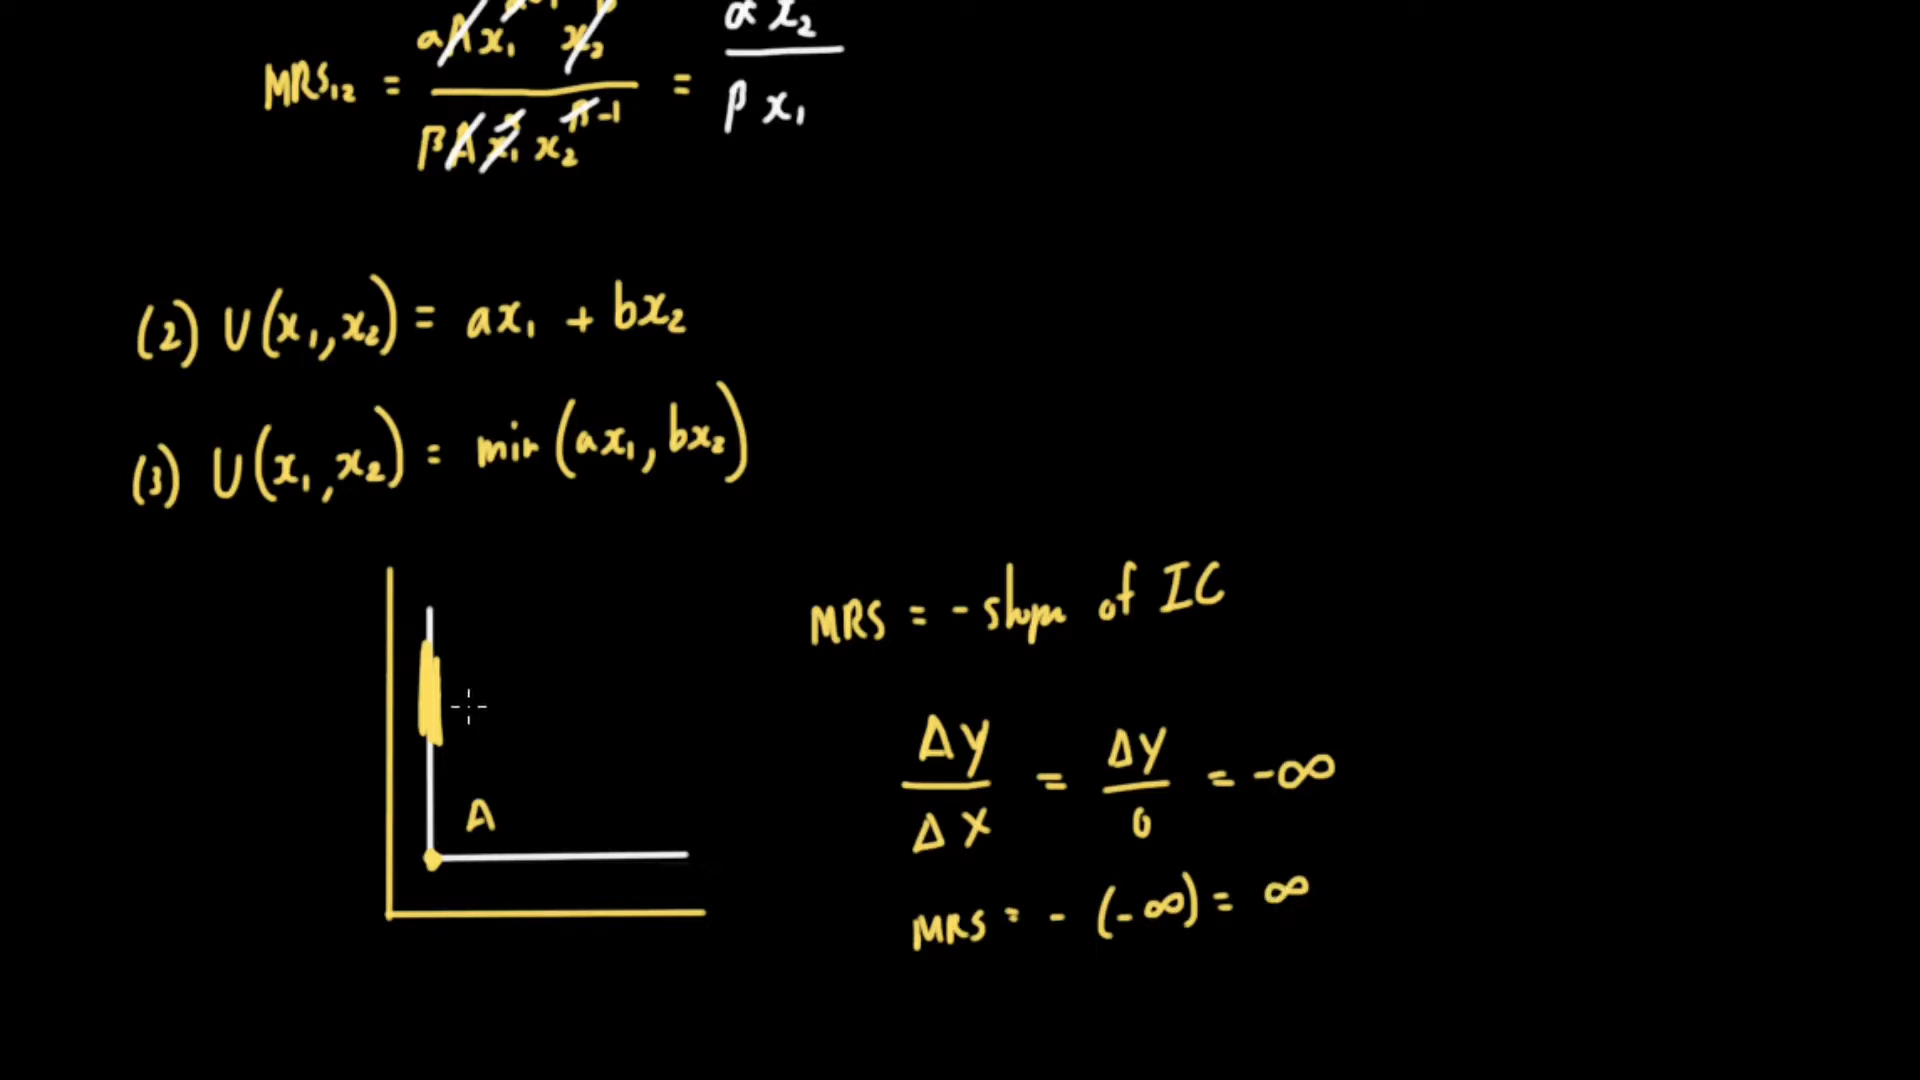 MRS₁₂ = aAx₁ x₂ / βAx₁ x₂^β-1 = αx₂ / βx₁
(2) U(x₁,x₂) = ax₁ + bx₂
(3) U(x₁,x₂) = min(ax₁, bx₂)
MRS = - slope of IC
Δy / Δx = Δy / 0 = -∞
A
MRS = - (-∞) = ∞